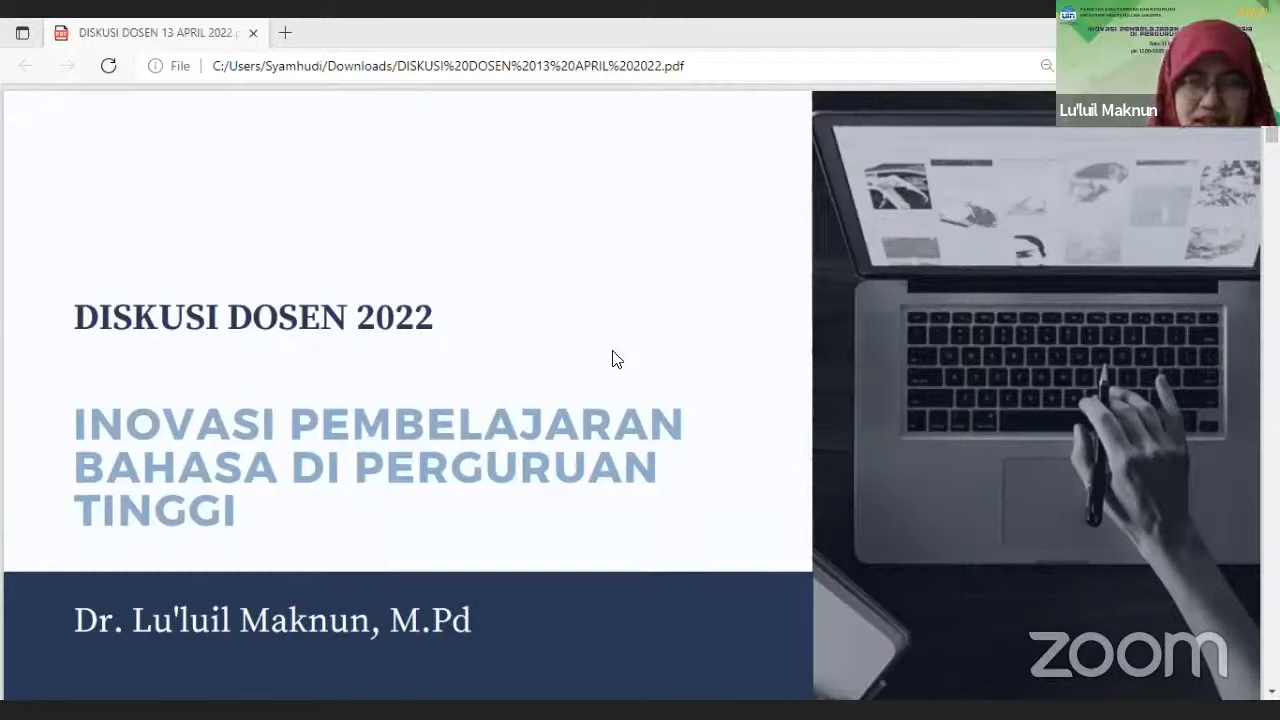 DISKUSI DOSEN 13 APRIL 2022
File
C:/Users/Syamhudi/Downloads/DISKUSI%20DOSEN%2013%20APRIL%202022.pdf
uin
Lu'luil Maknun
DISKUSI DOSEN 2022
INOVASI PEMBELAJARAN
BAHASA DI PERGURUAN
TINGGI
Dr. Lu'luil Maknun, M.Pd
zoom